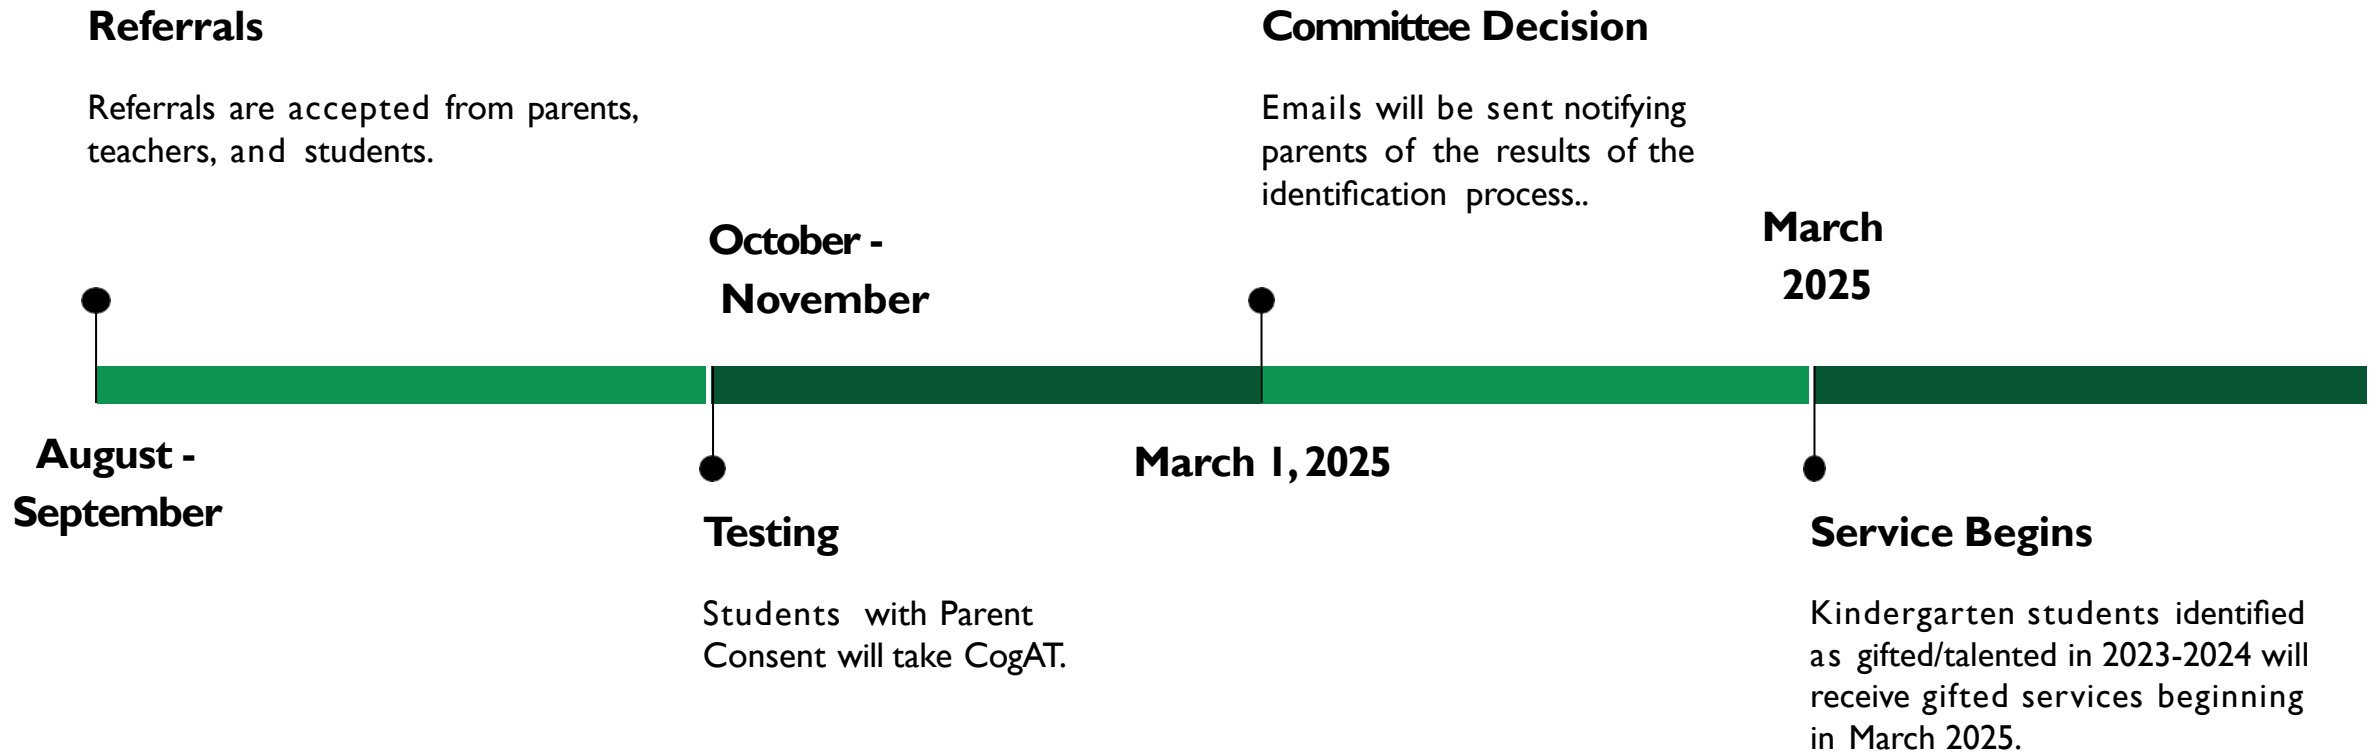 Referrals
Referrals are accepted from parents,
teachers, and students.
August -
September
October -
November
Testing
Students with Parent
Consent will take CogAT.
Committee Decision
Emails will be sent notifying
parents of the results of the
identification process..
March 1, 2025
March
2025
Service Begins
Kindergarten students identified
as gifted/talented in 2023-2024 will
receive gifted services beginning
in March 2025.